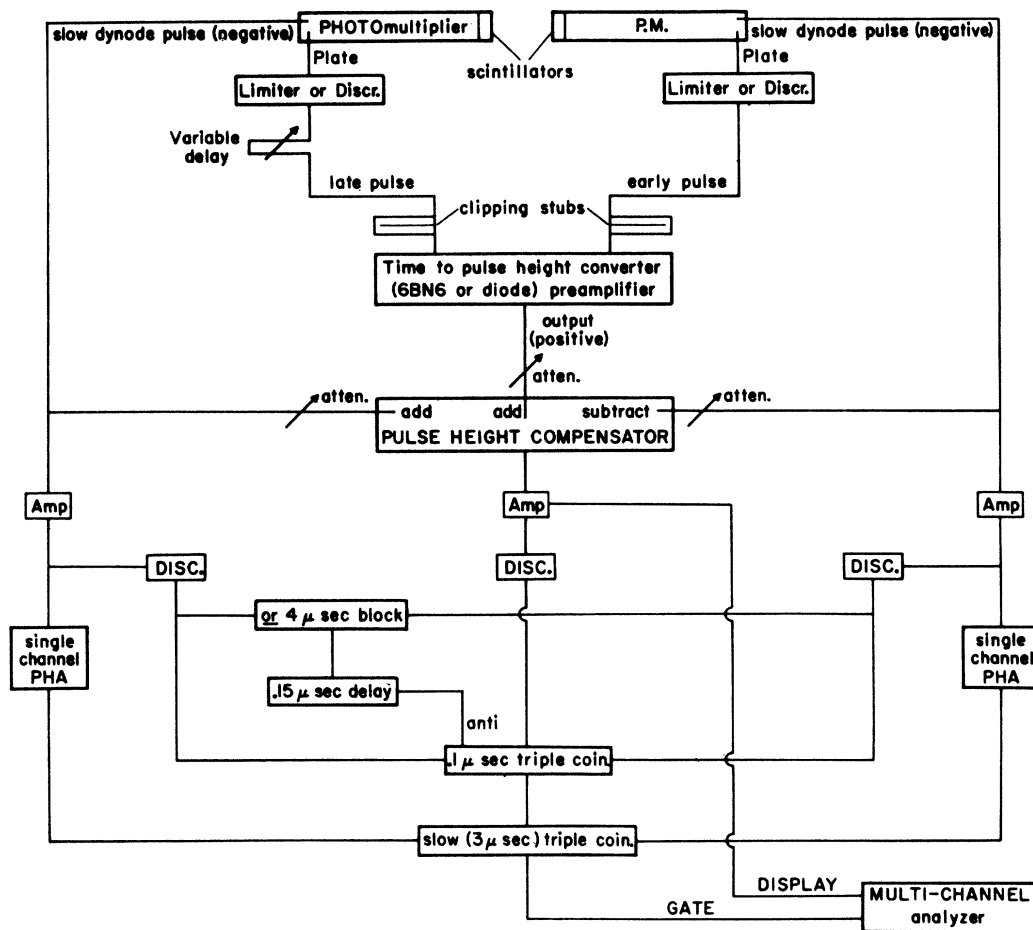 PHOTOmultiplier
P.M.
slow dynode pulse (negative)
slow dynode pulse (negative)
scintillators
Plate
Plate
Limiter or Discr.
Limiter or Discr.
Variable
delay
late pulse
early pulse
clipping stubs
Time to pulse height converter
(6BN6 or diode) preamplifier
output
(positive)
atten.
atten.
atten.
add add subtract
PULSE HEIGHT COMPENSATOR
Amp
Amp
Amp
DISC.
DISC.
DISC.
or 4 μ sec block
single
channel
PHA
single
channel
PHA
.15 μ sec delay
anti
.1 μ sec triple coin.
slow (3 μ sec.) triple coin.
DISPLAY
GATE
MULTI-CHANNEL
analyzer